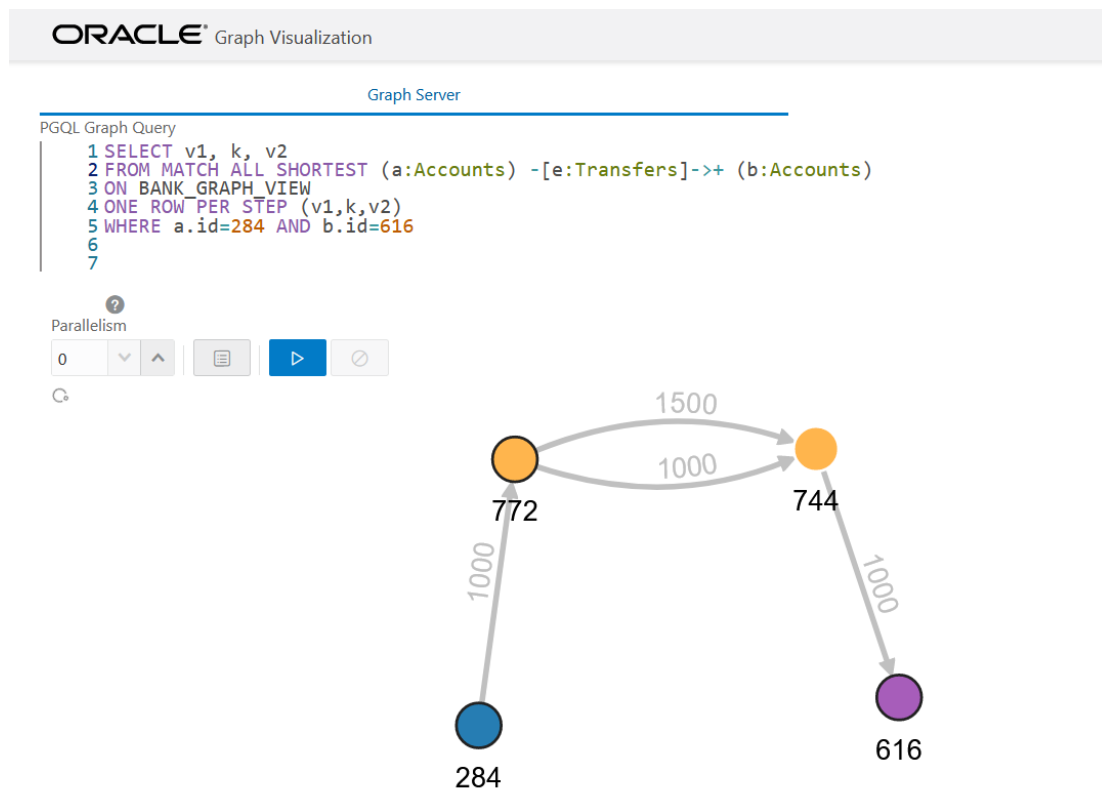 ORACLE® Graph Visualization
Graph Server
PGQL Graph Query
1 SELECT v1, k, v2
2 FROM MATCH ALL SHORTEST (a:Accounts) -[e:Transfers]->+ (b:Accounts)
3 ON BANK_GRAPH_VIEW
4 ONE ROW PER STEP (v1,k,v2)
5 WHERE a.id=284 AND b.id=616
6
7
?
Parallelism
0
1500
1000
772
744
1000
1000
616
284